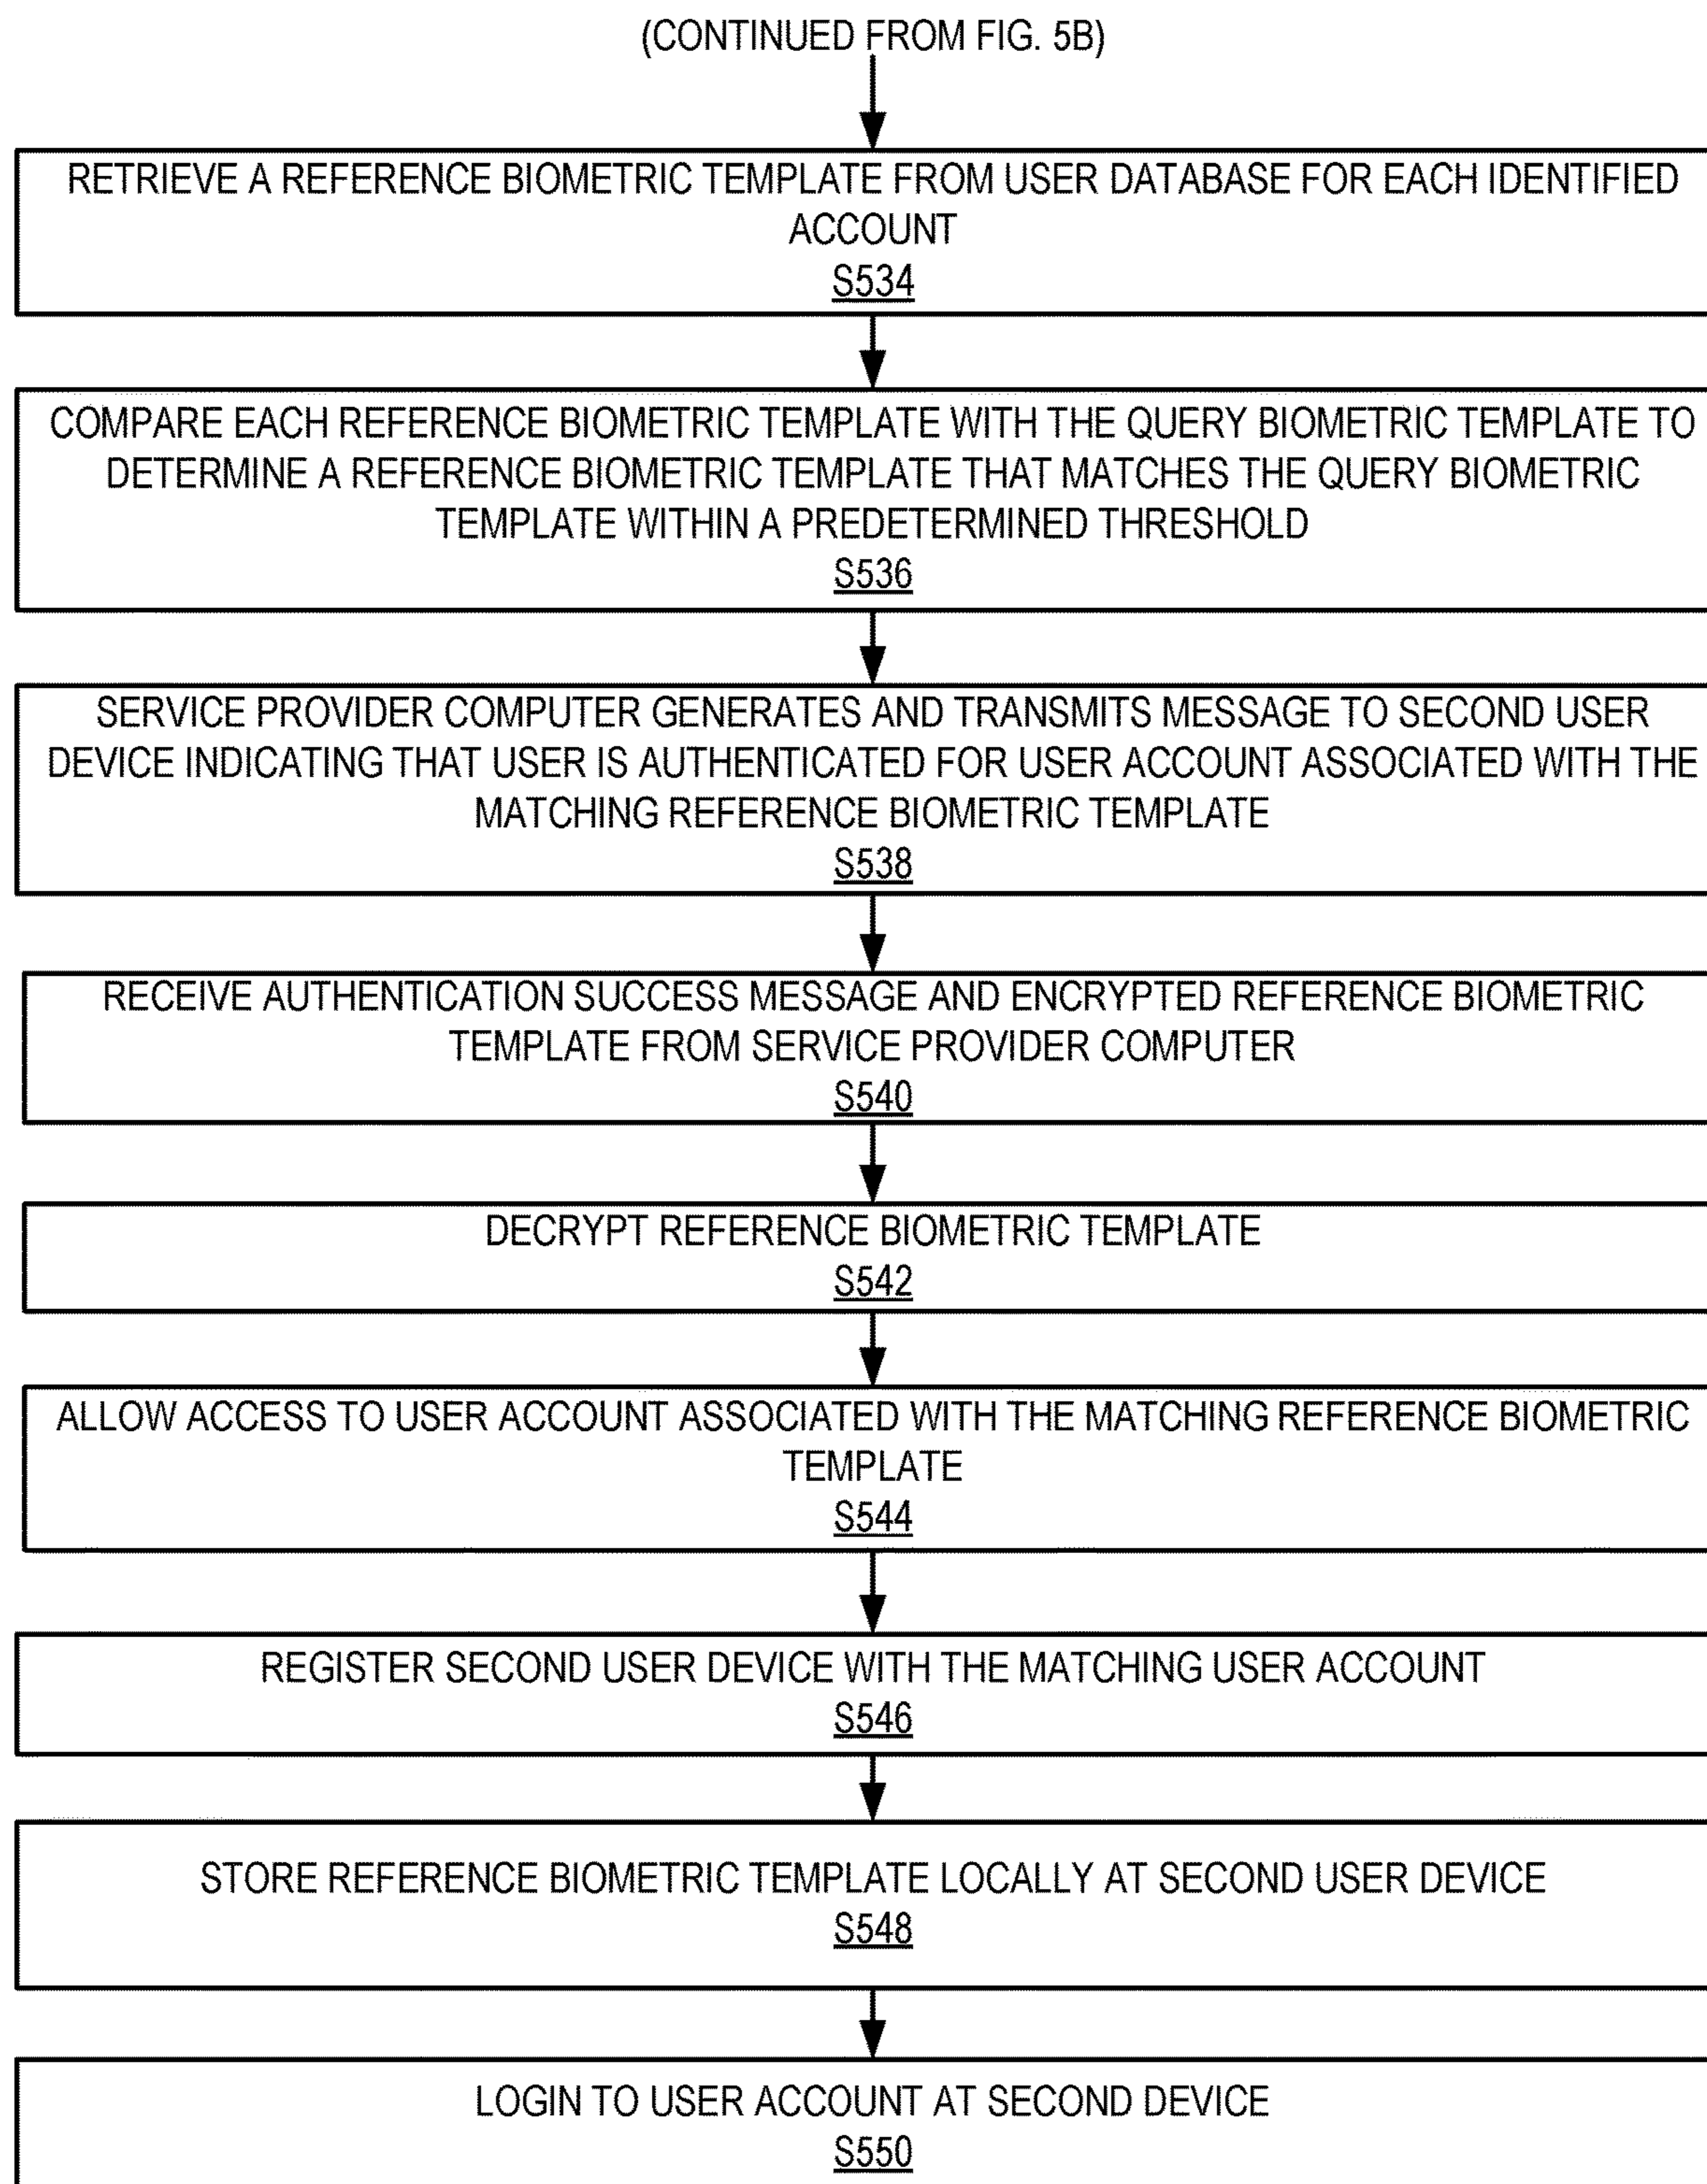 (CONTINUED FROM FIG. 5B)
RETRIEVE A REFERENCE BIOMETRIC TEMPLATE FROM USER DATABASE FOR EACH IDENTIFIED
ACCOUNT
S534
COMPARE EACH REFERENCE BIOMETRIC TEMPLATE WITH THE QUERY BIOMETRIC TEMPLATE TO
DETERMINE A REFERENCE BIOMETRIC TEMPLATE THAT MATCHES THE QUERY BIOMETRIC
TEMPLATE WITHIN A PREDETERMINED THRESHOLD
S536
SERVICE PROVIDER COMPUTER GENERATES AND TRANSMITS MESSAGE TO SECOND USER
DEVICE INDICATING THAT USER IS AUTHENTICATED FOR USER ACCOUNT ASSOCIATED WITH THE
MATCHING REFERENCE BIOMETRIC TEMPLATE
S538
RECEIVE AUTHENTICATION SUCCESS MESSAGE AND ENCRYPTED REFERENCE BIOMETRIC
TEMPLATE FROM SERVICE PROVIDER COMPUTER
S540
DECRYPT REFERENCE BIOMETRIC TEMPLATE
S542
ALLOW ACCESS TO USER ACCOUNT ASSOCIATED WITH THE MATCHING REFERENCE BIOMETRIC
TEMPLATE
S544
REGISTER SECOND USER DEVICE WITH THE MATCHING USER ACCOUNT
S546
STORE REFERENCE BIOMETRIC TEMPLATE LOCALLY AT SECOND USER DEVICE
S548
LOGIN TO USER ACCOUNT AT SECOND DEVICE
S550